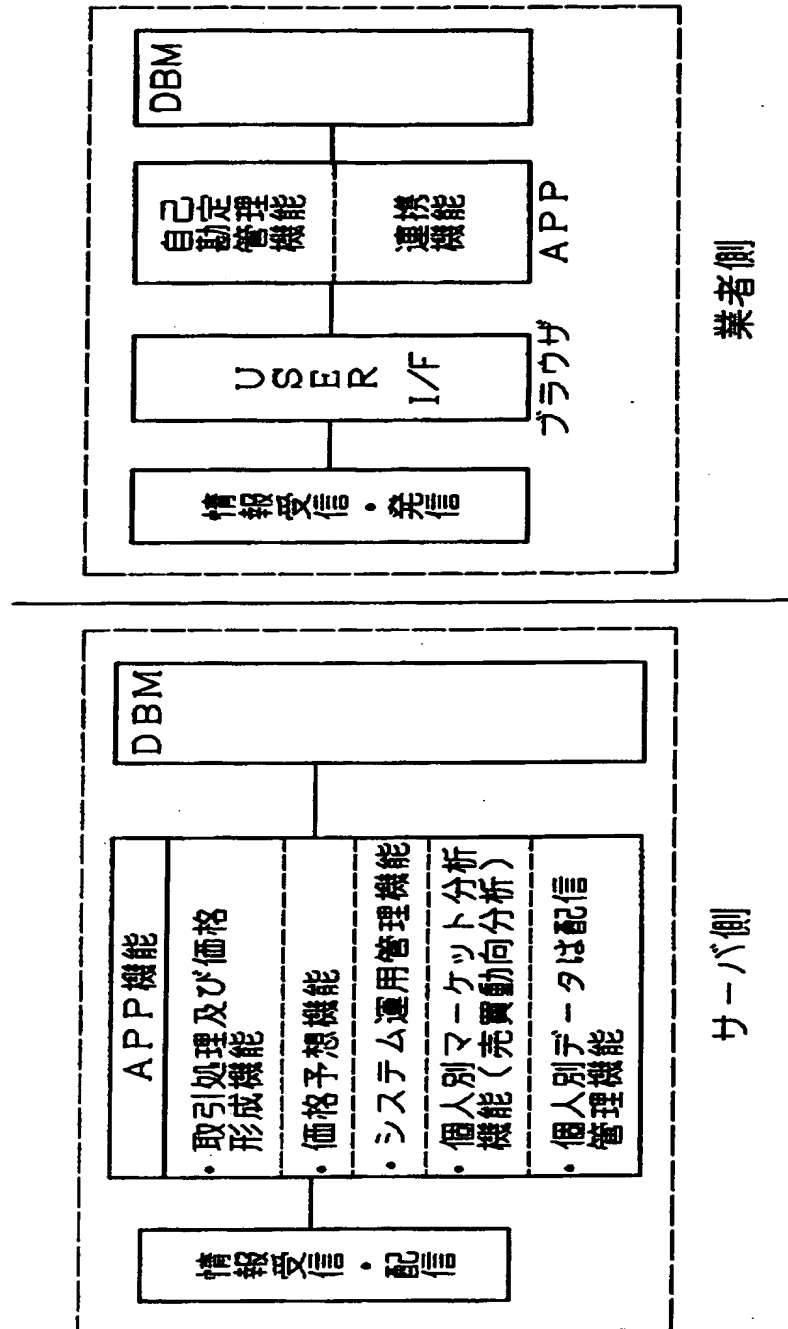 情報受信・配信
APP機能
・取引処理及び価格
形成機能
・価格予想機能
・システム運用管理機能
・個人別マーケット分析
機能(売買動向分析)
・個人別データは配信
管理機能
DBM
サーバ側
情報受信・発信
USER
I/F
ブラウザ
自己
勘定
管理
機能
連携
機能
APP
DBM
業者側